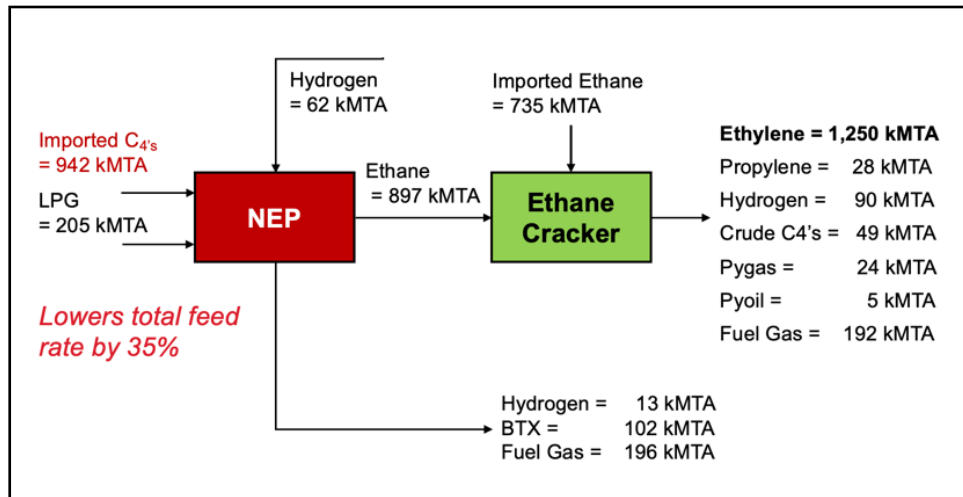 Hydrogen
= 62 kMTA
Imported Ethane
= 735 kMTA
Imported C4's
= 942 kMTA
LPG
= 205 kMTA
NEP
Ethane
= 897 kMTA
Ethane
Cracker
Ethylene = 1,250 kMTA
Propylene = 28 kMTA
Hydrogen = 90 kMTA
Crude C4's = 49 kMTA
Pygas = 24 kMTA
Pyoil = 5 kMTA
Fuel Gas = 192 kMTA
Lowers total feed
rate by 35%
Hydrogen = 13 kMTA
BTX = 102 kMTA
Fuel Gas = 196 kMTA